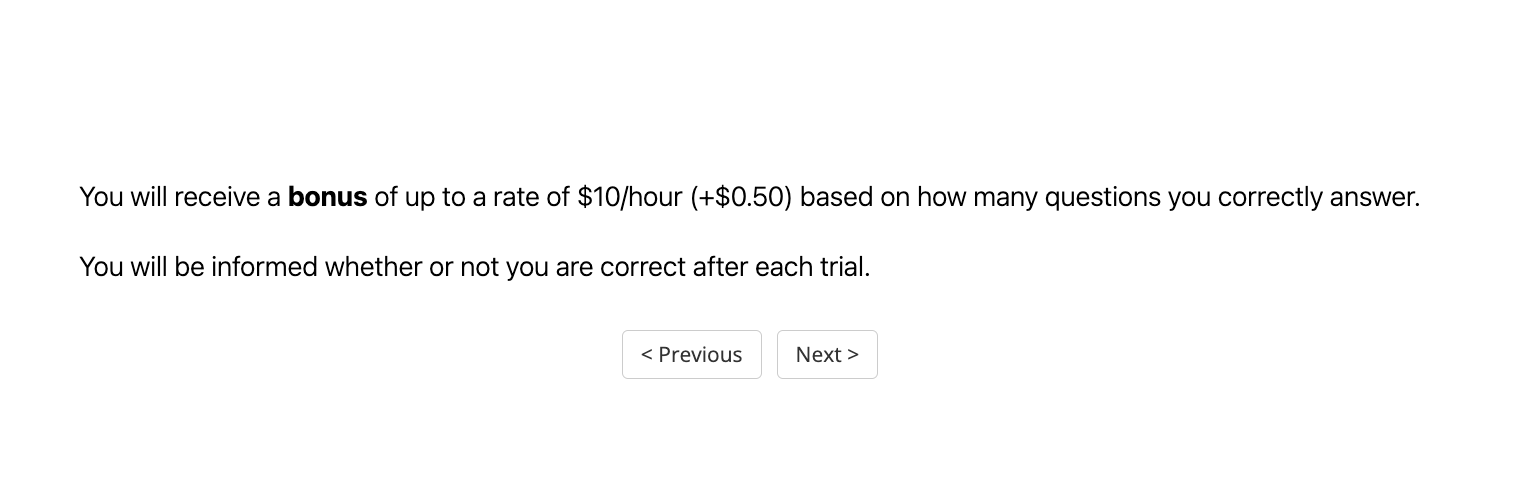 You will receive a bonus of up to a rate of $10/hour (+$0.50) based on how many questions you correctly answer.
You will be informed whether or not you are correct after each trial.
< Previous
Next >